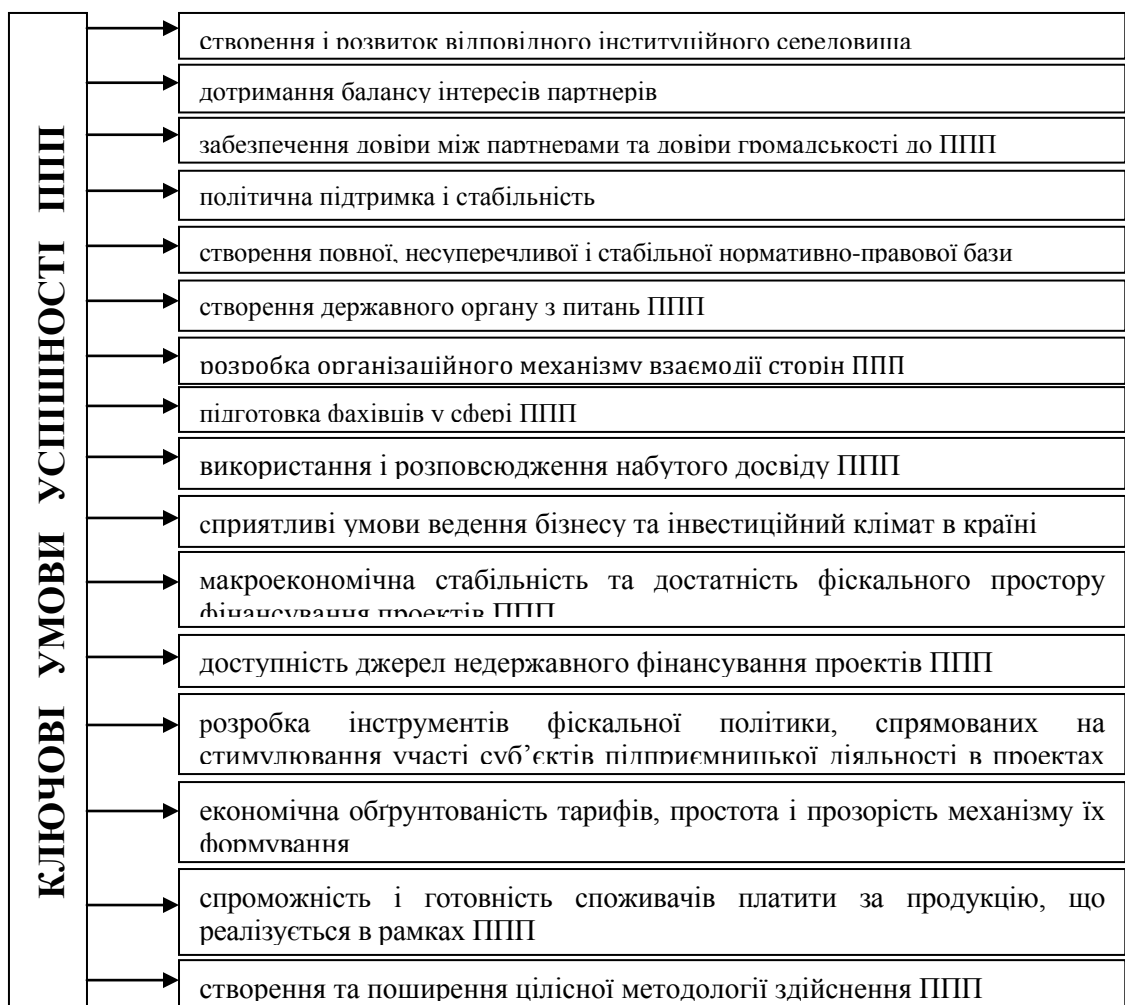 КЛЮЧОВІ УМОВИ УСПІШНОСТІ ППП
створення і розвиток відповідного інституційного середовища
дотримання балансу інтересів партнерів
забезпечення довіри між партнерами та довіри громадськості до ППП
політична підтримка і стабільність
створення повної, несуперечливої і стабільної нормативно-правової бази
створення державного органу з питань ППП
розробка організаційного механізму взаємодії сторін ППП
підготовка фахівців у сфері ППП
використання і розповсюдження набутого досвіду ППП
сприятливі умови ведення бізнесу та інвестиційний клімат в країні
макроекономічна стабільність та достатність фіскального простору
фінансування проектів ППП
доступність джерел недержавного фінансування проектів ППП
розробка інструментів фіскальної політики, спрямованих на
стимулювання участі суб’єктів підприємницької діяльності в проектах
економічна обґрунтованість тарифів, простота і прозорість механізму їх
формування
спроможність і готовність споживачів платити за продукцію, що
реалізується в рамках ППП
створення та поширення цілісної методології здійснення ППП